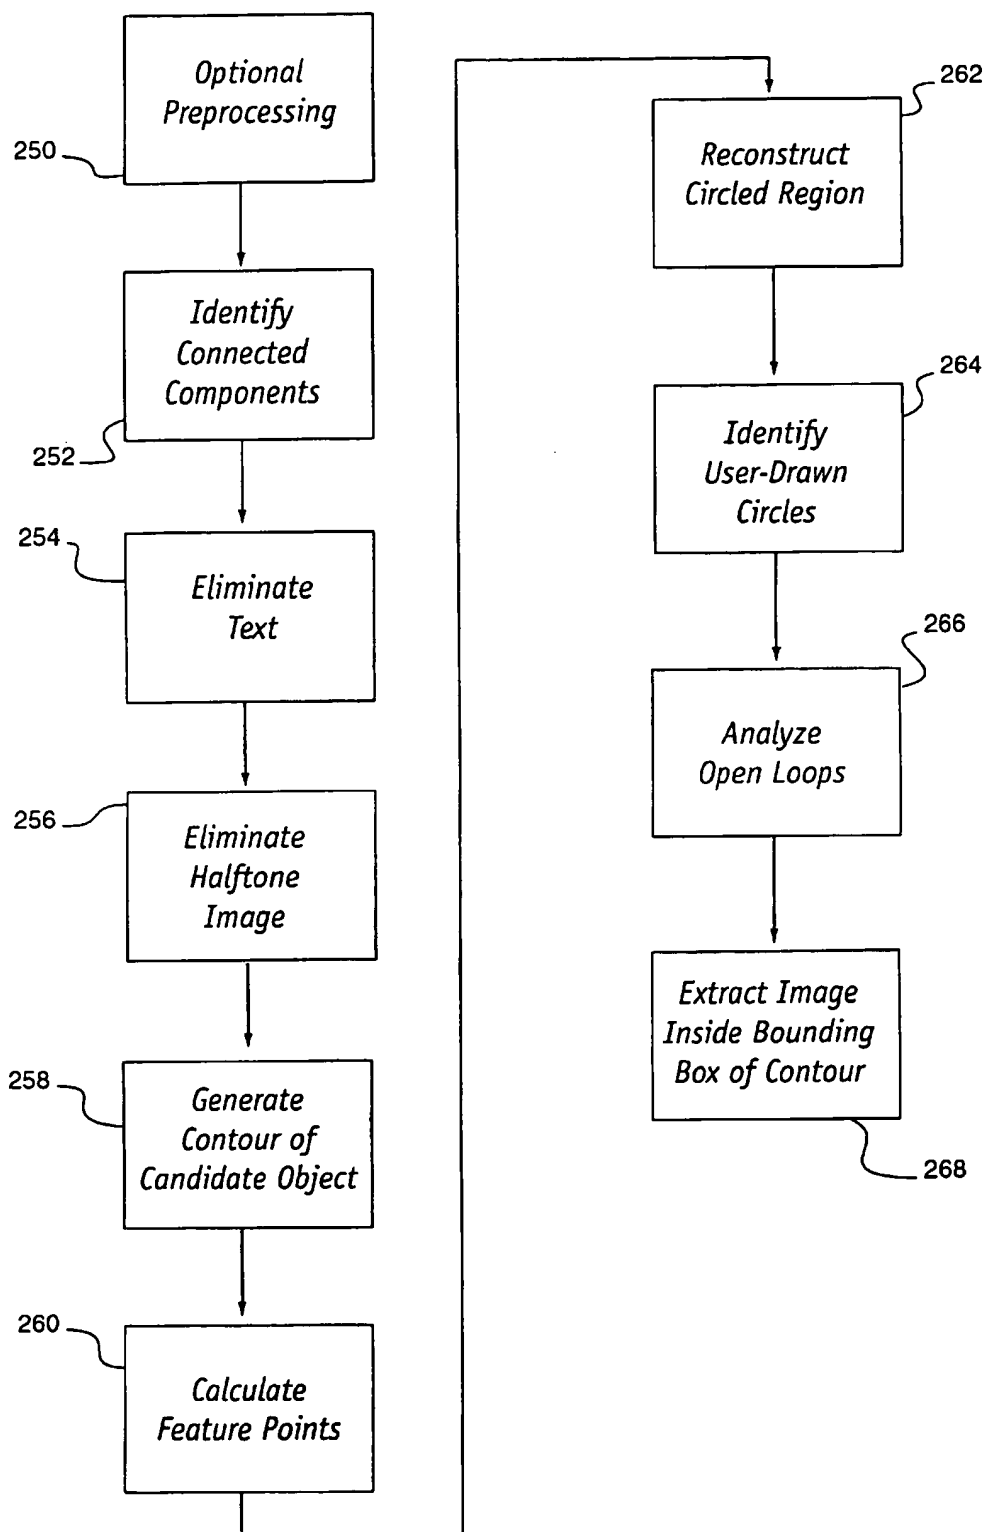 Optional
Preprocessing
250
Identify
Connected
Components
252
254
Eliminate
Text
256
Eliminate
Halftone
Image
258
Generate
Contour of
Candidate Object
260
Calculate
Feature Points
262
Reconstruct
Circled Region
264
Identify
User-Drawn
Circles
266
Analyze
Open Loops
Extract Image
Inside Bounding
Box of Contour
268